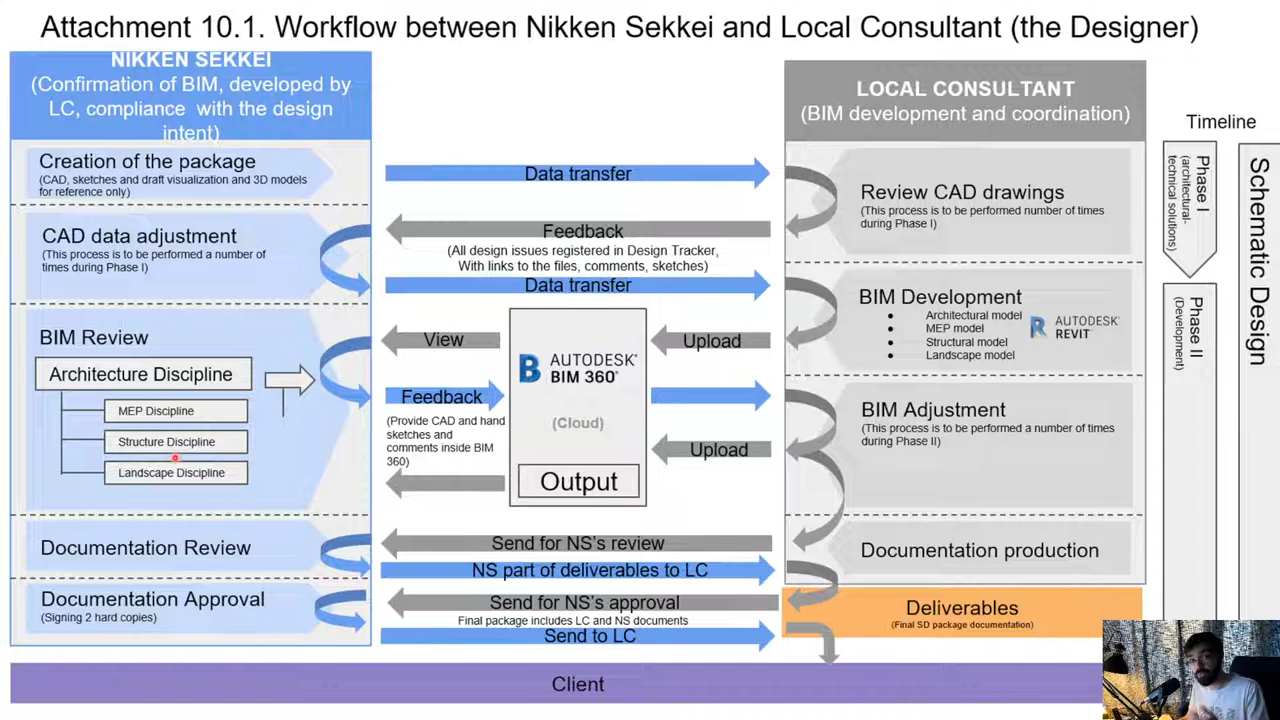 Attachment 10.1. Workflow between Nikken Sekkei and Local Consultant (the Designer)
NIKKEN SEKKEI
(Confirmation of BIM, developed by
LC, compliance with the design
intent)
Creation of the package
(CAD, sketches and draft visualization and 3D models
for reference only)
CAD data adjustment
(This process is to be performed a number of
times during Phase I)
BIM Review
Architecture Discipline
MEP Discipline
Structure Discipline
Landscape Discipline
Documentation Review
Documentation Approval
(Signing 2 hard copies)
Data transfer
Feedback
(All design issues registered in Design Tracker,
With links to the files, comments, sketches)
Data transfer
View
Upload
Feedback
(Provide CAD and hand
sketches and
comments inside BIM
360)
B AUTODESK®
BIM 360®
(Cloud)
Output
Upload
Send for NS's review
NS part of deliverables to LC
Send for NS's approval
Final package includes LC and NS documents
Send to LC
LOCAL CONSULTANT
(BIM development and coordination)
Review CAD drawings
(This process is to be performed number of times
during Phase I)
BIM Development
• Architectural model
• MEP model
• Structural model
• Landscape model
R AUTODESK®
REVIT®
BIM Adjustment
(This process is to be performed a number of times
during Phase II)
Documentation production
Deliverables
(Final SD package documentation)
Timeline
Phase I
(architectural-
technical solutions)
Phase II
(Development)
Schematic Design
Client